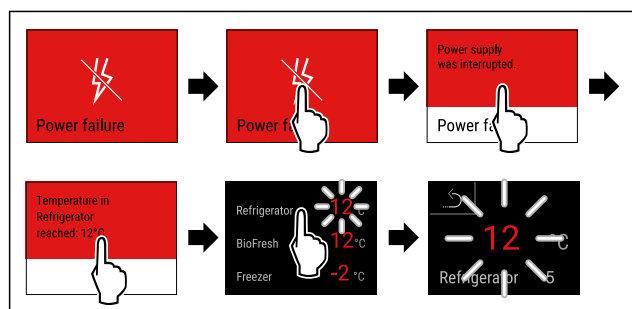 Power failure
Power fa
Power supply
was interrupted.
Power fa
Temperature in
Refrigerator
reached: 12°C
Refrigerator 12 °C
BioFresh 12 °C
Freezer -2 °C
12 °C
Refrigerator 5